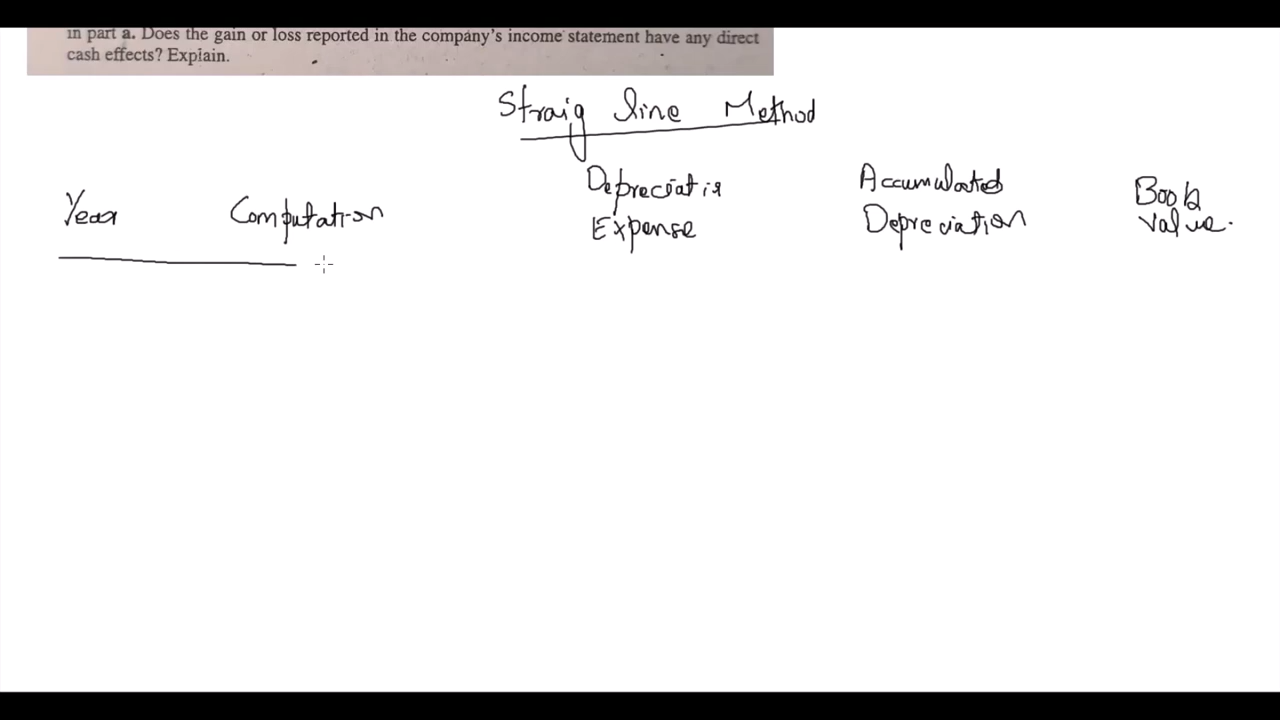 in part a. Does the gain or loss reported in the company's income statement have any direct
cash effects? Explain.
Straig line Method
Year Computation Depreciatin Expense Accumulated Depreciation Book Value.